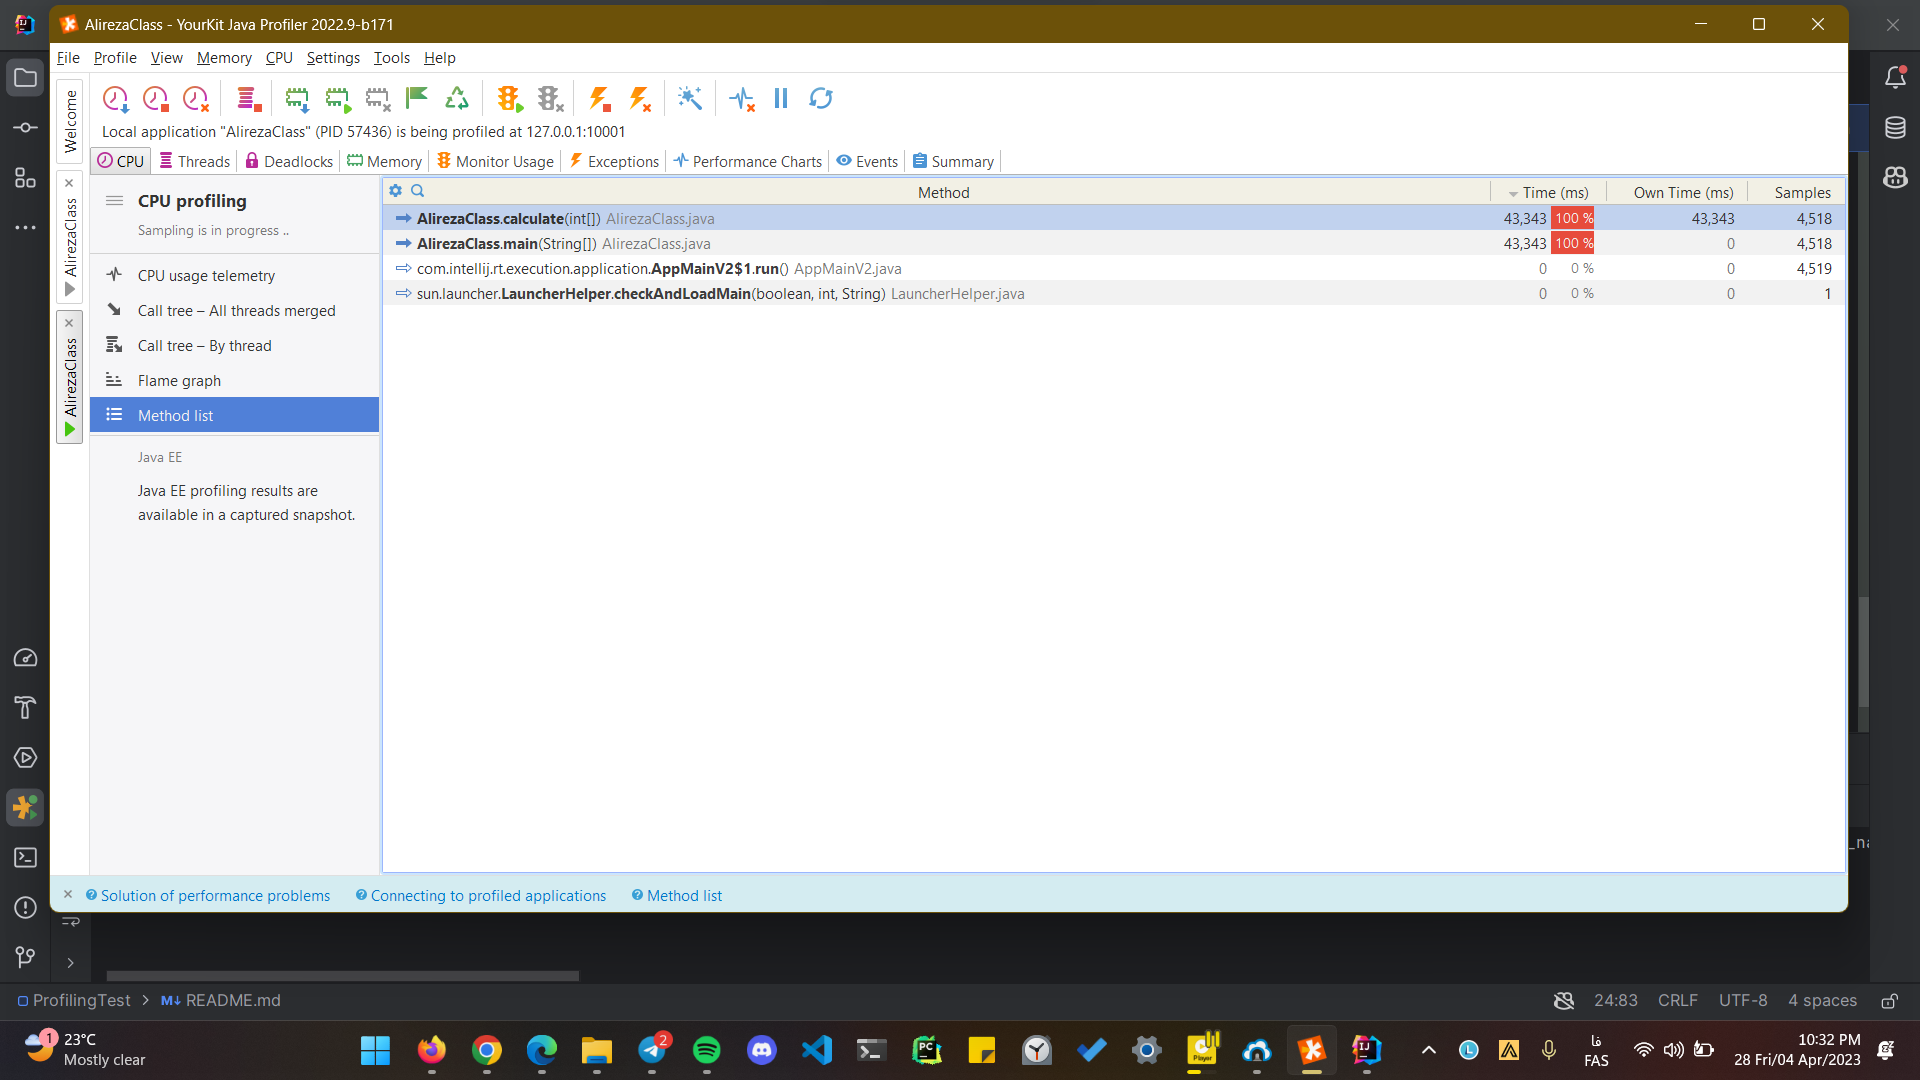 AlirezaClass - YourKit Java Profiler 2022.9-b171
File Profile View Memory CPU Settings Tools Help
Welcome
AlirezaClass
AlirezaClass
Local application "AlirezaClass" (PID 57436) is being profiled at 127.0.0.1:10001
CPU Threads Deadlocks Memory Monitor Usage Exceptions Performance Charts Events Summary
CPU profiling
Sampling is in progress ..
CPU usage telemetry
Call tree – All threads merged
Call tree – By thread
Flame graph
Method list
Java EE
Java EE profiling results are
available in a captured snapshot.
Method Time (ms) Own Time (ms) Samples
AlirezaClass.calculate(int[]) AlirezaClass.java 43,343 100 % 43,343 4,518
AlirezaClass.main(String[]) AlirezaClass.java 43,343 100 % 0 4,518
com.intellij.rt.execution.application.AppMainV2$1.run() AppMainV2.java 0 0 % 0 4,519
sun.launcher.LauncherHelper.checkAndLoadMain(boolean, int, String) LauncherHelper.java 0 0 % 0 1
Solution of performance problems Connecting to profiled applications Method list
ProfilingTest > M↓ README.md 24:83 CRLF UTF-8 4 spaces
1 23°C
Mostly clear
2
PC
Player
IJ
فا
FAS
10:32 PM
28 Fri/04 Apr/2023